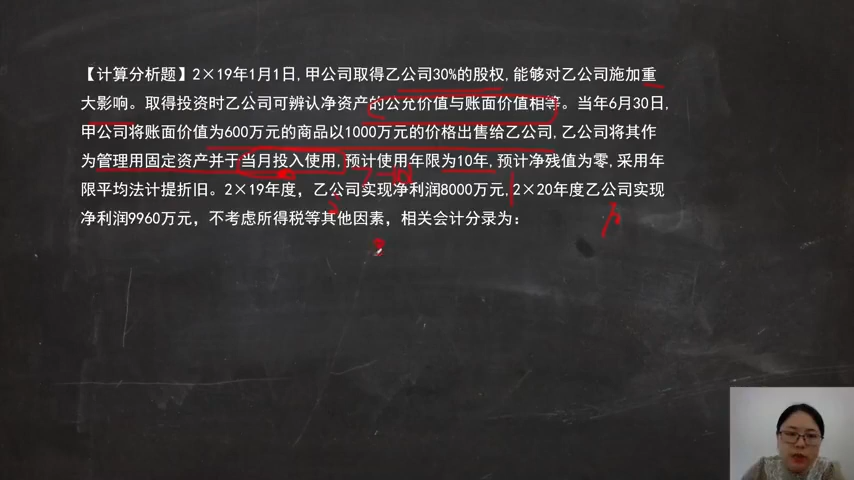 【计算分析题】2×19年1月1日,甲公司取得乙公司30%的股权,能够对乙公司施加重
大影响。取得投资时乙公司可辨认净资产的公允价值与账面价值相等。当年6月30日,
甲公司将账面价值为600万元的商品以1000万元的价格出售给乙公司,乙公司将其作
为管理用固定资产并于当月投入使用,预计使用年限为10年,预计净残值为零,采用年
限平均法计提折旧。2×19年度，乙公司实现净利润8000万元,2×20年度乙公司实现
净利润9960万元，不考虑所得税等其他因素，相关会计分录为：